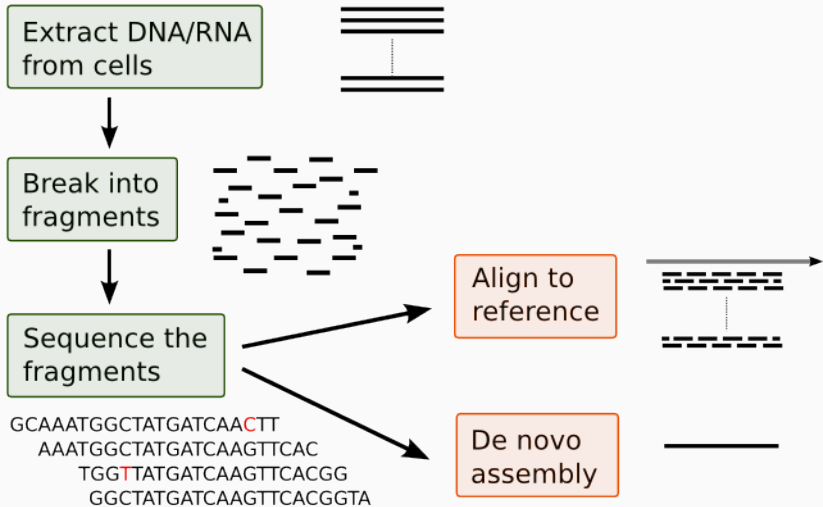 Extract DNA/RNA
from cells
Break into
fragments
Sequence the
fragments
GCAAATGGCTATGATCAACTT
AAATGGCTATGATCAAGTTCAC
TGGTTATGATCAAGTTCACGG
GGCTATGATCAAGTTCACGGTA
Align to
reference
De novo
assembly